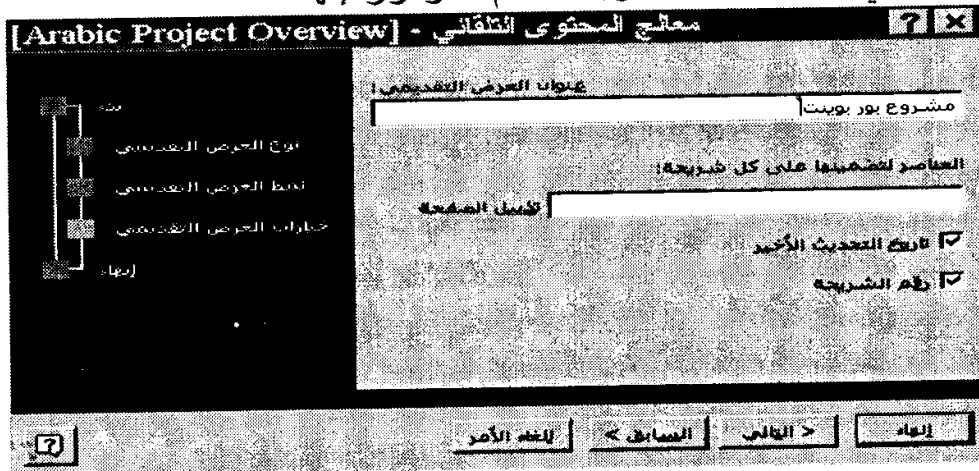 معالج المحتوى التلقائي - [Arabic Project Overview]
بدء
نوع العرض التقديمي
نمط العرض التقديمي
خيارات العرض التقديمي
إنهاء
عنوان العرض التقديمي:
مشروع بور بوينت
العناصر لتضمينها على كل شريحة:
تذييل الصفحة
تاريخ التحديث الأخير
رقم الشريحة
إلغاء الأمر
السابق >
< التالي
إنهاء